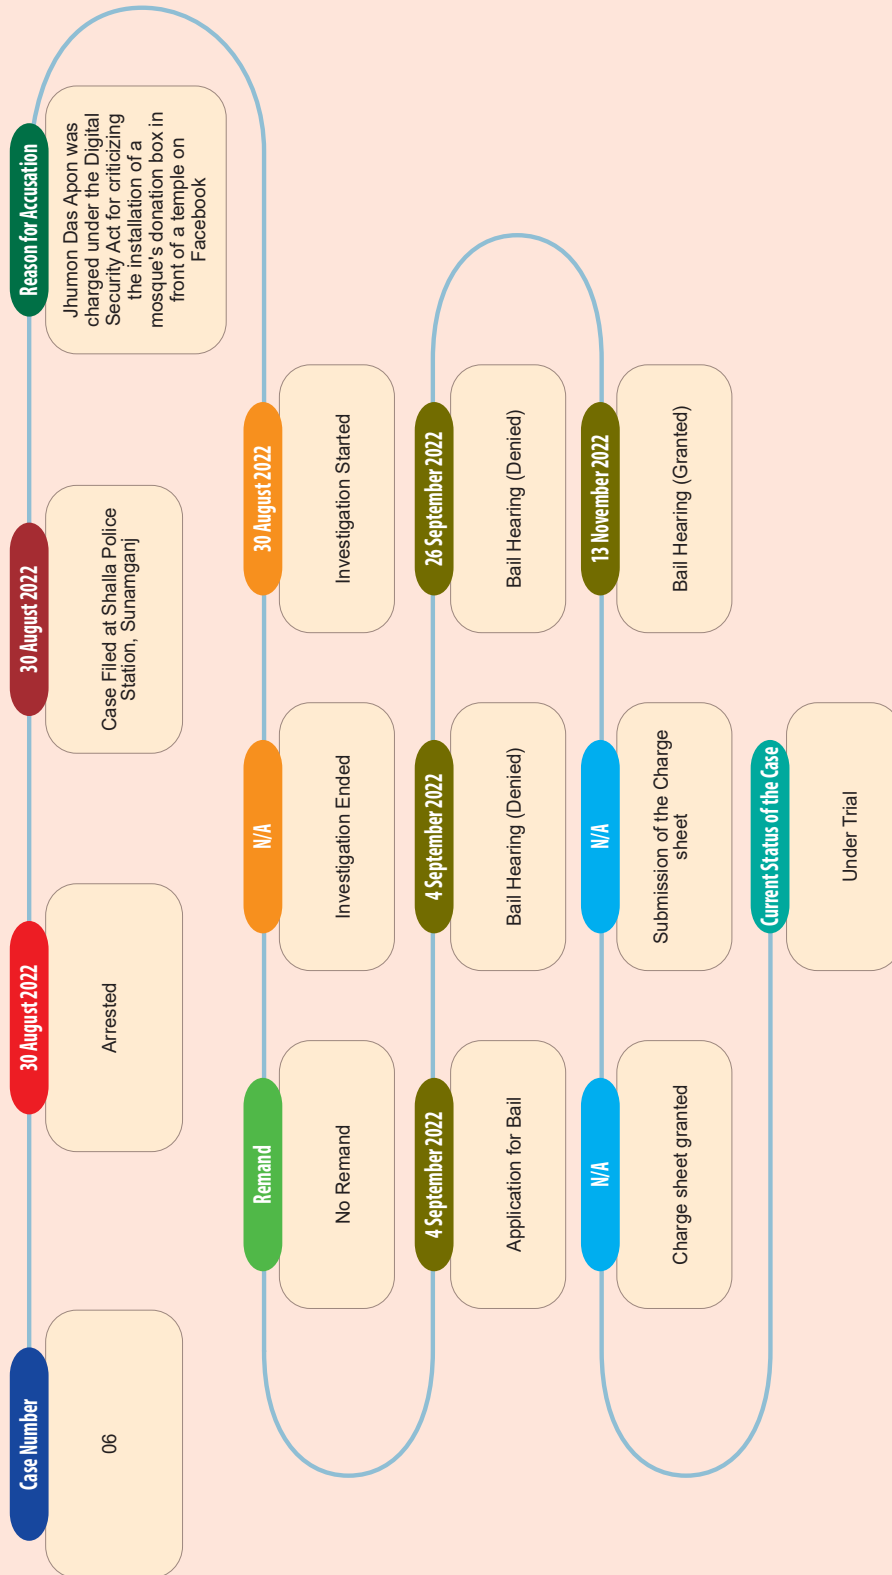 Case Number
06
30 August 2022
Arrested
30 August 2022
Case Filed at Shalla Police
Station, Sunamganj
Reason for Accusation
Jhumon Das Apon was
charged under the Digital
Security Act for criticizing
the installation of a
mosque's donation box in
front of a temple on
Facebook
30 August 2022
Investigation Started
N/A
Investigation Ended
Remand
No Remand
4 September 2022
Application for Bail
4 September 2022
Bail Hearing (Denied)
26 September 2022
Bail Hearing (Denied)
13 November 2022
Bail Hearing (Granted)
N/A
Submission of the Charge
sheet
N/A
Charge sheet granted
Current Status of the Case
Under Trial